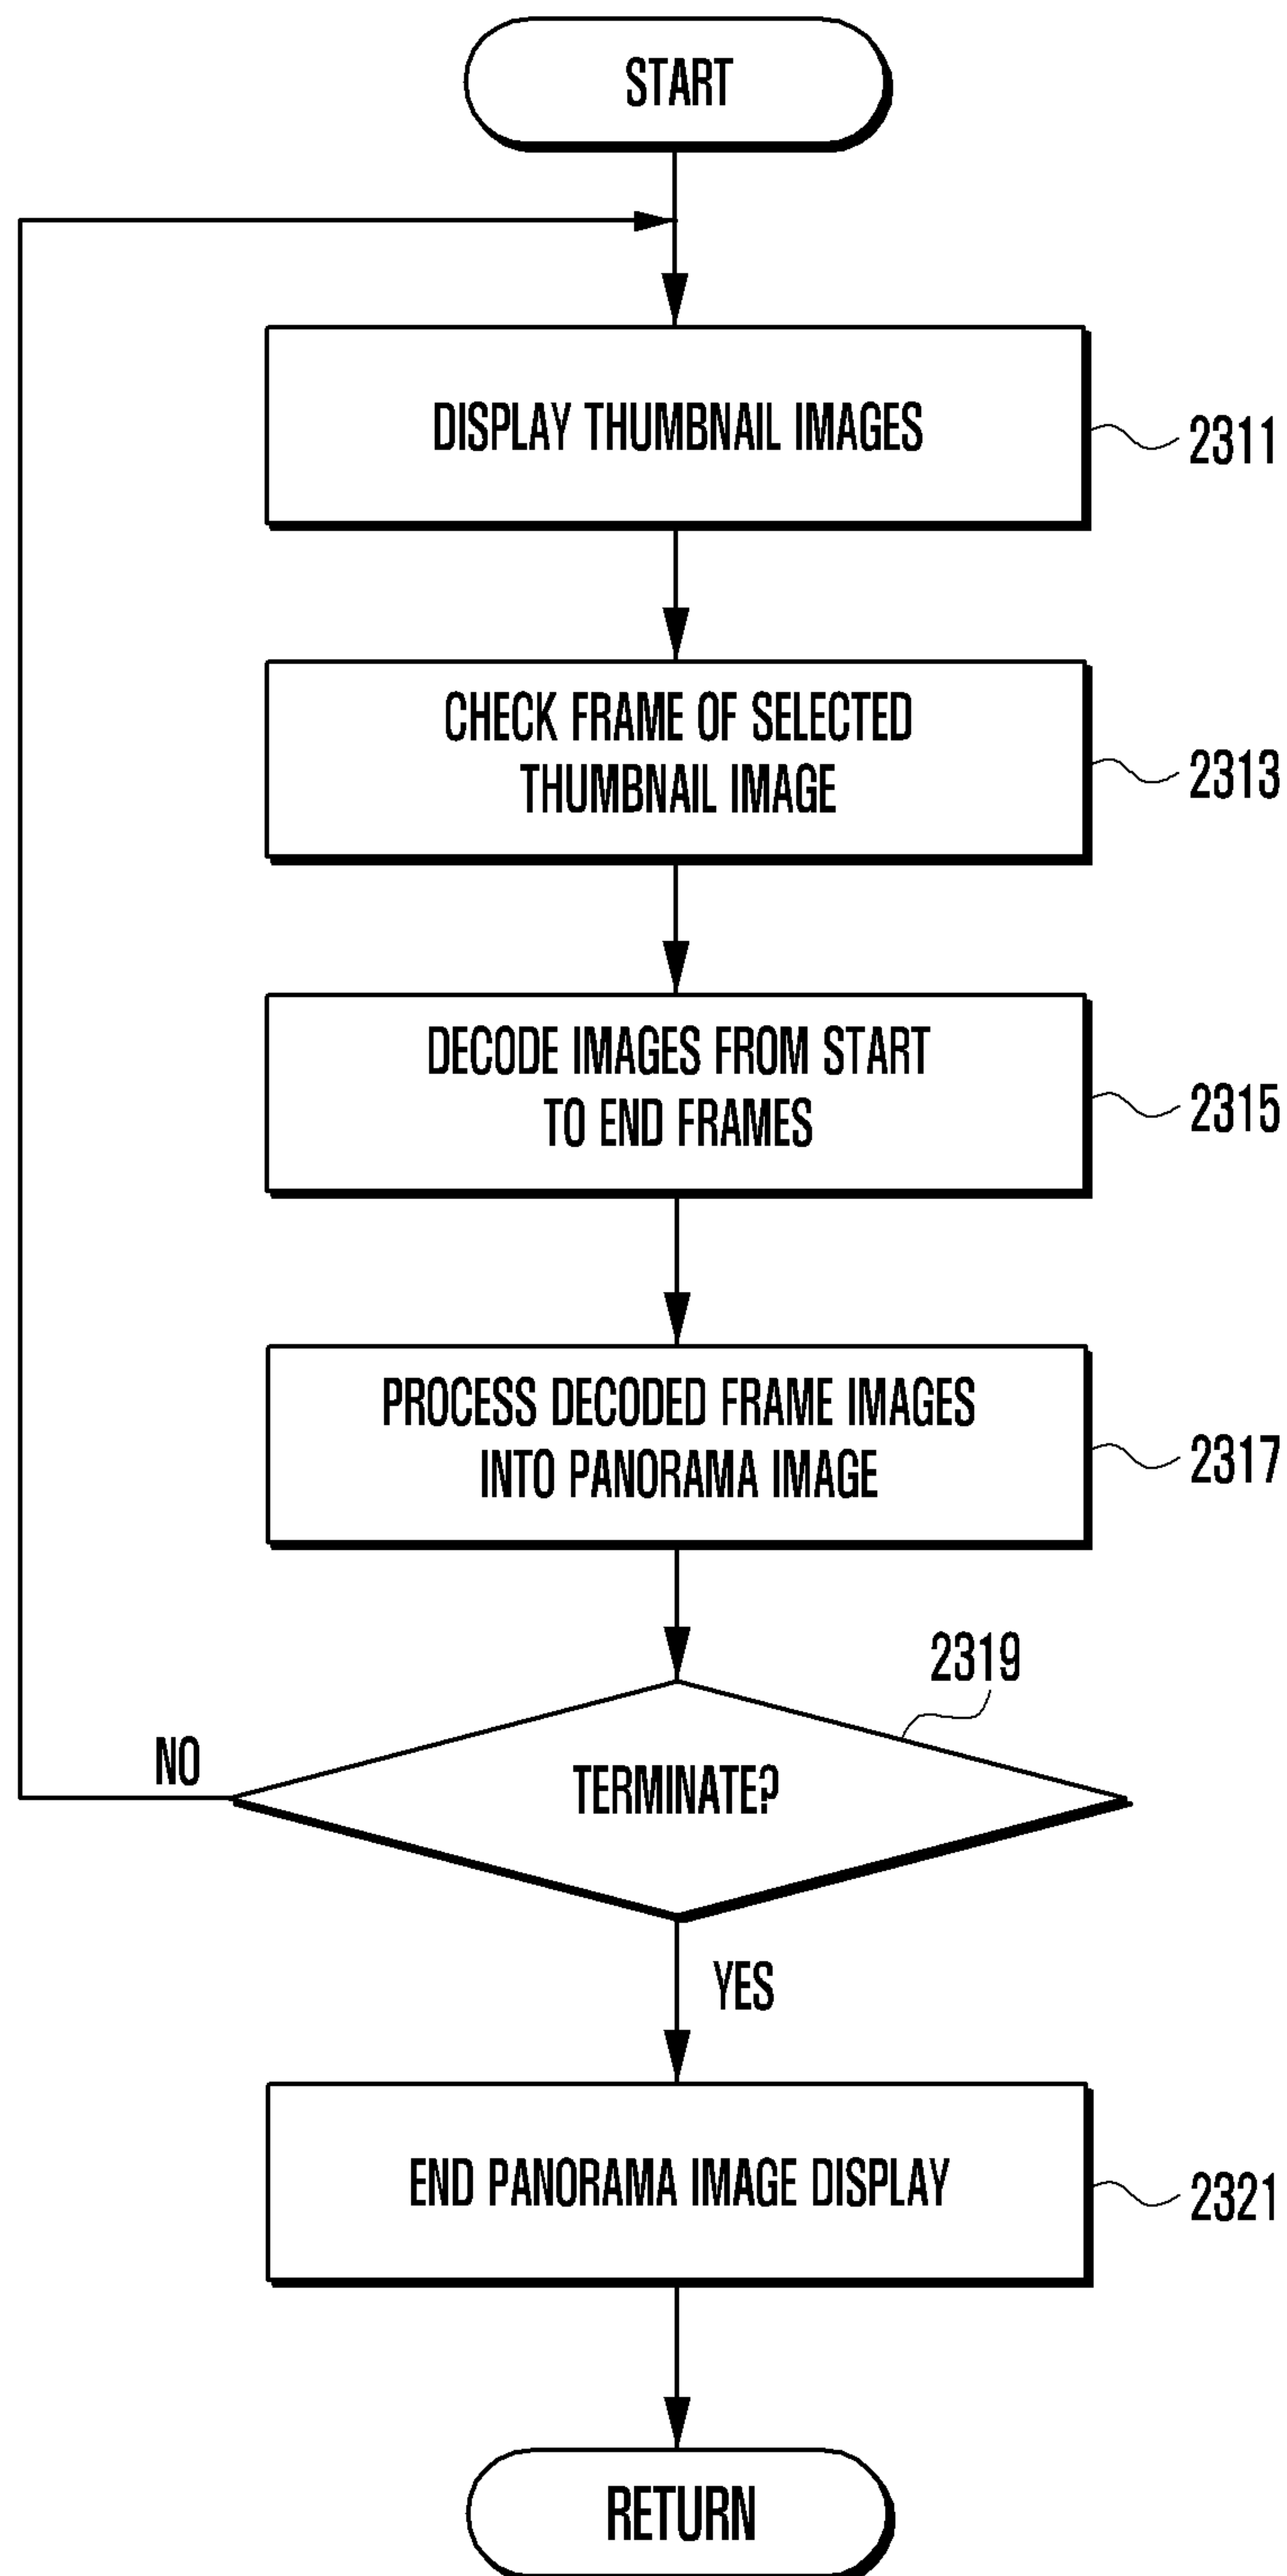 START
DISPLAY THUMBNAIL IMAGES
2311
CHECK FRAME OF SELECTED
THUMBNAIL IMAGE
2313
DECODE IMAGES FROM START
TO END FRAMES
2315
PROCESS DECODED FRAME IMAGES
INTO PANORAMA IMAGE
2317
2319
NO
TERMINATE?
YES
END PANORAMA IMAGE DISPLAY
2321
RETURN